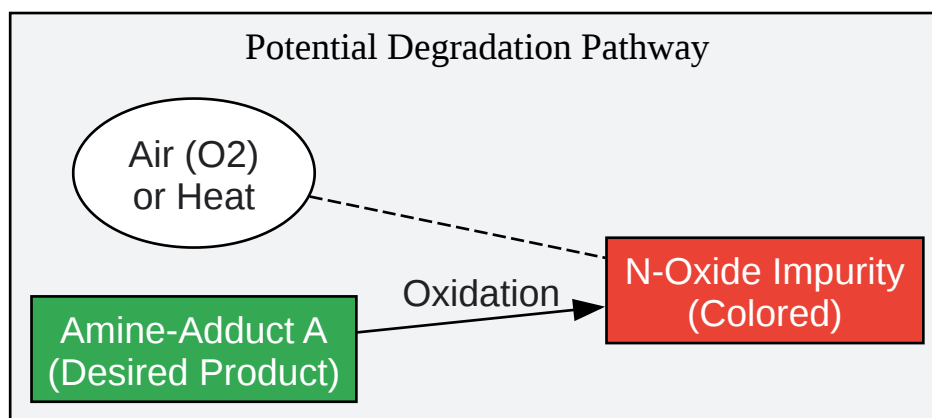 Potential Degradation Pathway
Air (O2)
or Heat
Oxidation
N-Oxide Impurity
(Colored)
Amine-Adduct A
(Desired Product)